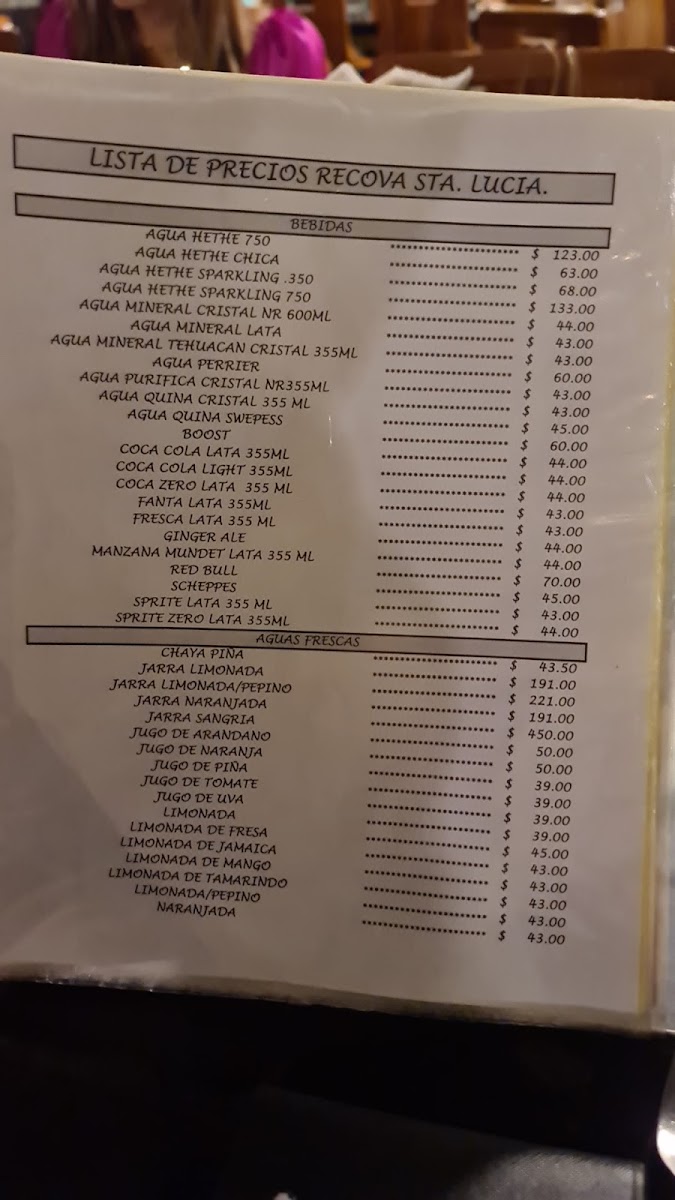 LISTA DE PRECIOS RECOVA STA. LUCIA.
BEBIDAS
AGUA HETHE 750 $ 123.00
AGUA HETHE CHICA $ 63.00
AGUA HETHE SPARKLING .350 $ 68.00
AGUA HETHE SPARKLING 750 $ 133.00
AGUA MINERAL CRISTAL NR 600ML $ 44.00
AGUA MINERAL LATA $ 43.00
AGUA MINERAL TEHUACAN CRISTAL 355ML $ 43.00
AGUA PERRIER $ 60.00
AGUA PURIFICA CRISTAL NR355ML $ 43.00
AGUA QUINA CRISTAL 355 ML $ 43.00
AGUA QUINA SWEPESS $ 45.00
BOOST $ 60.00
COCA COLA LATA 355ML $ 44.00
COCA COLA LIGHT 355ML $ 44.00
COCA ZERO LATA 355 ML $ 44.00
FANTA LATA 355ML $ 43.00
FRESCA LATA 355 ML $ 43.00
GINGER ALE $ 44.00
MANZANA MUNDET LATA 355 ML $ 44.00
RED BULL $ 70.00
SCHEPPES $ 45.00
SPRITE LATA 355 ML $ 43.00
SPRITE ZERO LATA 355ML $ 44.00
AGUAS FRESCAS
CHAYA PIÑA $ 43.50
JARRA LIMONADA $ 191.00
JARRA LIMONADA/PEPINO $ 221.00
JARRA NARANJADA $ 191.00
JARRA SANGRIA $ 450.00
JUGO DE ARANDANO $ 50.00
JUGO DE NARANJA $ 50.00
JUGO DE PIÑA $ 39.00
JUGO DE TOMATE $ 39.00
JUGO DE UVA $ 39.00
LIMONADA $ 39.00
LIMONADA DE FRESA $ 45.00
LIMONADA DE JAMAICA $ 43.00
LIMONADA DE MANGO $ 43.00
LIMONADA DE TAMARINDO $ 43.00
LIMONADA/PEPINO $ 43.00
NARANJADA $ 43.00